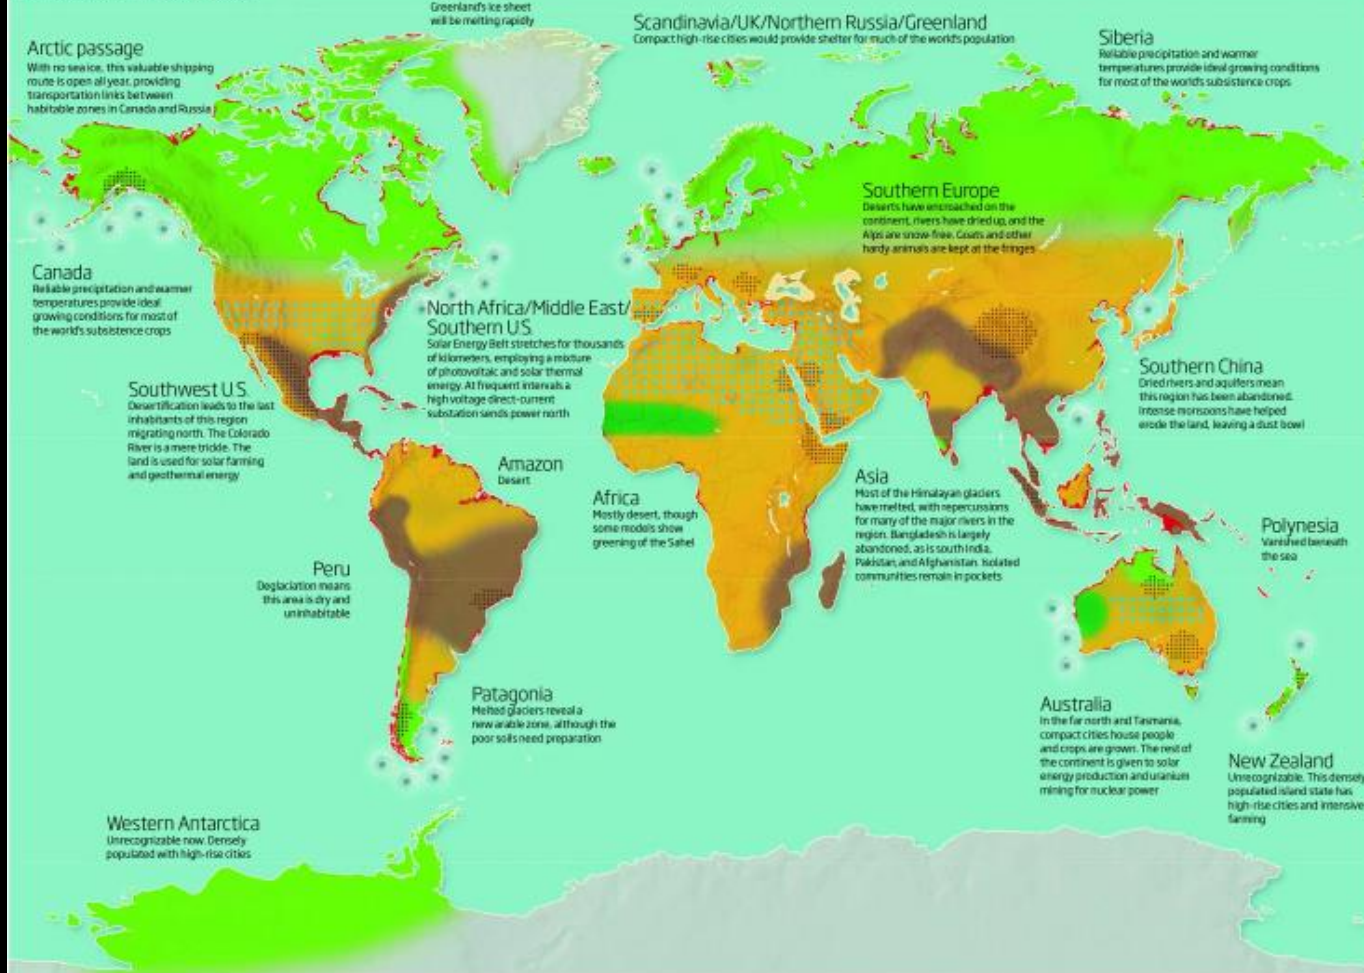 Greenland's ice sheet
will be melting rapidly
Scandinavia/UK/Northern Russia/Greenland
Compact high-rise cities would provide shelter for much of the world's population
Siberia
Reliable precipitation and warmer
temperatures provide ideal growing conditions
for most of the world's subsistence crops
Arctic passage
With no sea ice, this valuable shipping
route is open all year, providing
transportation links between
habitable zones in Canada and Russia
Southern Europe
Deserts have encroached on the
continent, rivers have dried up, and the
Alps are snow-free. Goats and other
hardy animals are kept at the fringes
Canada
Reliable precipitation and warmer
temperatures provide ideal
growing conditions for most of
the world's subsistence crops
North Africa/Middle East/
Southern U.S.
Solar Energy Belt stretches for thousands
of kilometers, employing a mixture
of photovoltaic and solar thermal
energy. At frequent intervals a
high voltage direct-current
substation sends power north
Southwest U.S.
Desertification leads to the last
inhabitants of this region
migrating north. The Colorado
River is a mere trickle. The
land is used for solar farming
and geothermal energy
Southern China
Dried rivers and aquifers mean
this region has been abandoned.
Intense monsoons have helped
erode the land, leaving a dust bowl
Amazon
Desert
Africa
Mostly desert, though
some models show
greening of the Sahel
Asia
Most of the Himalayan glaciers
have melted, with repercussions
for many of the major rivers in the
region. Bangladesh is largely
abandoned, as is south India,
Pakistan, and Afghanistan. Isolated
communities remain in pockets
Polynesia
Vanished beneath
the sea
Peru
Deglaciation means
this area is dry and
uninhabitable
Patagonia
Melted glaciers reveal a
new arable zone, although the
poor soils need preparation
Australia
In the far north and Tasmania,
compact cities house people
and crops are grown. The rest of
the continent is given to solar
energy production and uranium
mining for nuclear power
New Zealand
Unrecognizable. This densely
populated island state has
high-rise cities and intensive
farming
Western Antarctica
Unrecognizable now. Densely
populated with high-rise cities